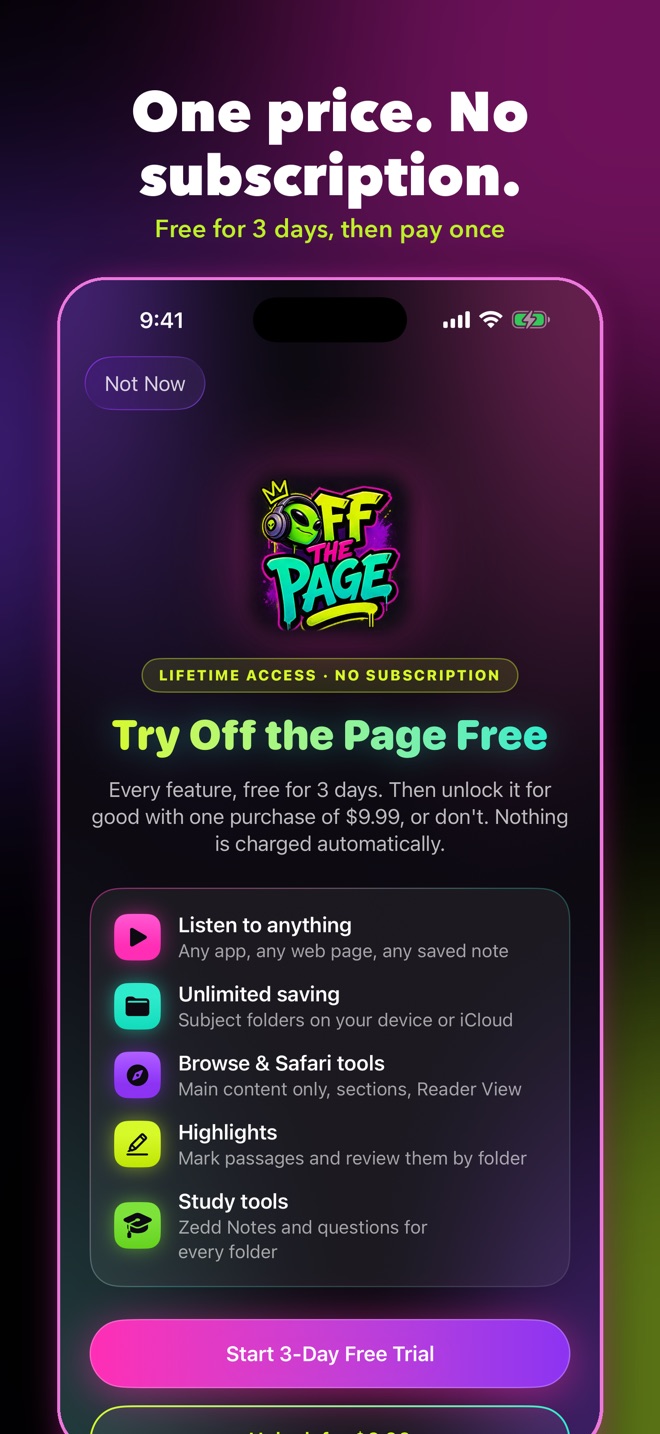 One price. No
subscription.
Free for 3 days, then pay once
9:41
Not Now
OFF
THE
PAGE
LIFETIME ACCESS · NO SUBSCRIPTION
Try Off the Page Free
Every feature, free for 3 days. Then unlock it for
good with one purchase of $9.99, or don't. Nothing
is charged automatically.
Listen to anything
Any app, any web page, any saved note
Unlimited saving
Subject folders on your device or iCloud
Browse & Safari tools
Main content only, sections, Reader View
Highlights
Mark passages and review them by folder
Study tools
Zedd Notes and questions for
every folder
Start 3-Day Free Trial